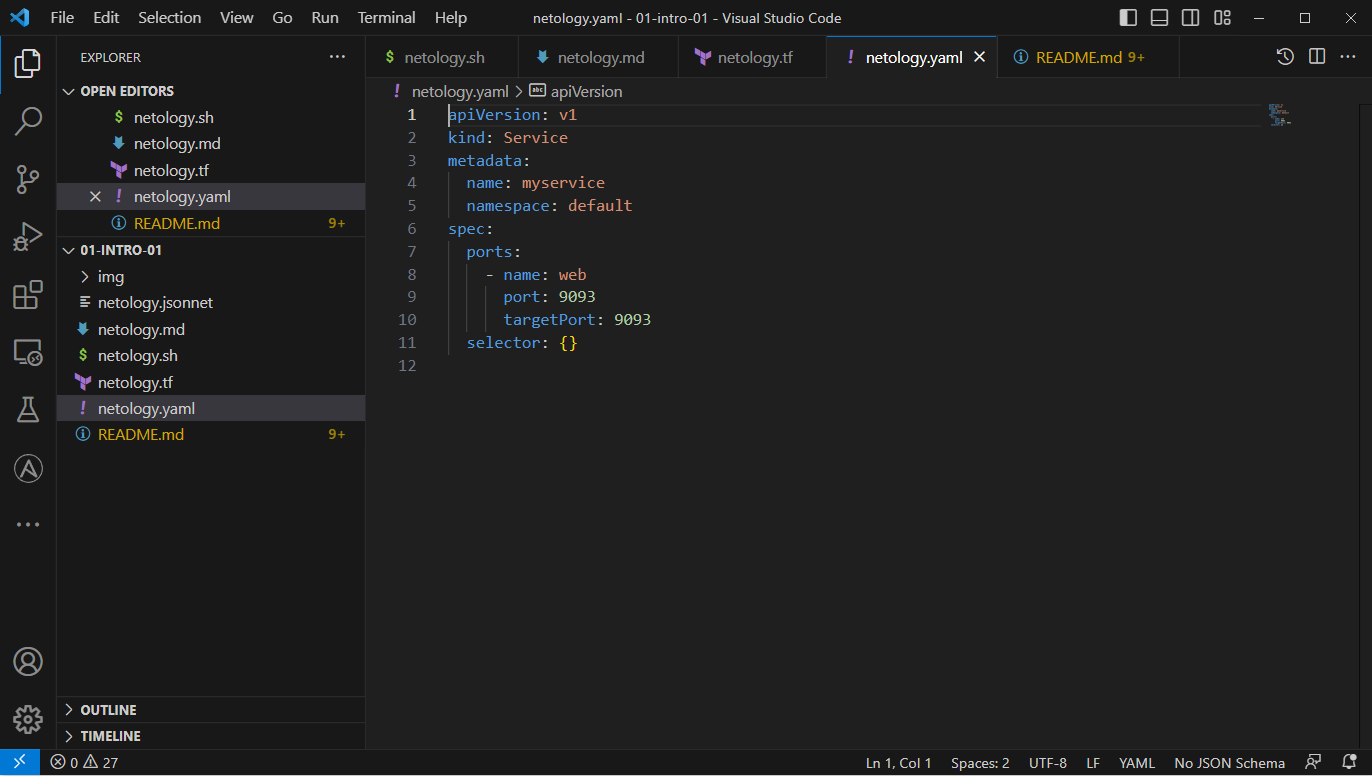 File Edit Selection View Go Run Terminal Help netology.yaml - 01-intro-01 - Visual Studio Code
EXPLORER
OPEN EDITORS
$ netology.sh
netology.md
netology.tf
! netology.yaml
README.md 9+
01-INTRO-01
img
netology.jsonnet
netology.md
$ netology.sh
netology.tf
! netology.yaml
README.md 9+
OUTLINE
TIMELINE
$ netology.sh netology.md netology.tf ! netology.yaml README.md 9+
! netology.yaml > abc apiVersion
1 apiVersion: v1
2 kind: Service
3 metadata:
4 name: myservice
5 namespace: default
6 spec:
7 ports:
8 - name: web
9 port: 9093
10 targetPort: 9093
11 selector: {}
12
0 27 Ln 1, Col 1 Spaces: 2 UTF-8 LF YAML No JSON Schema